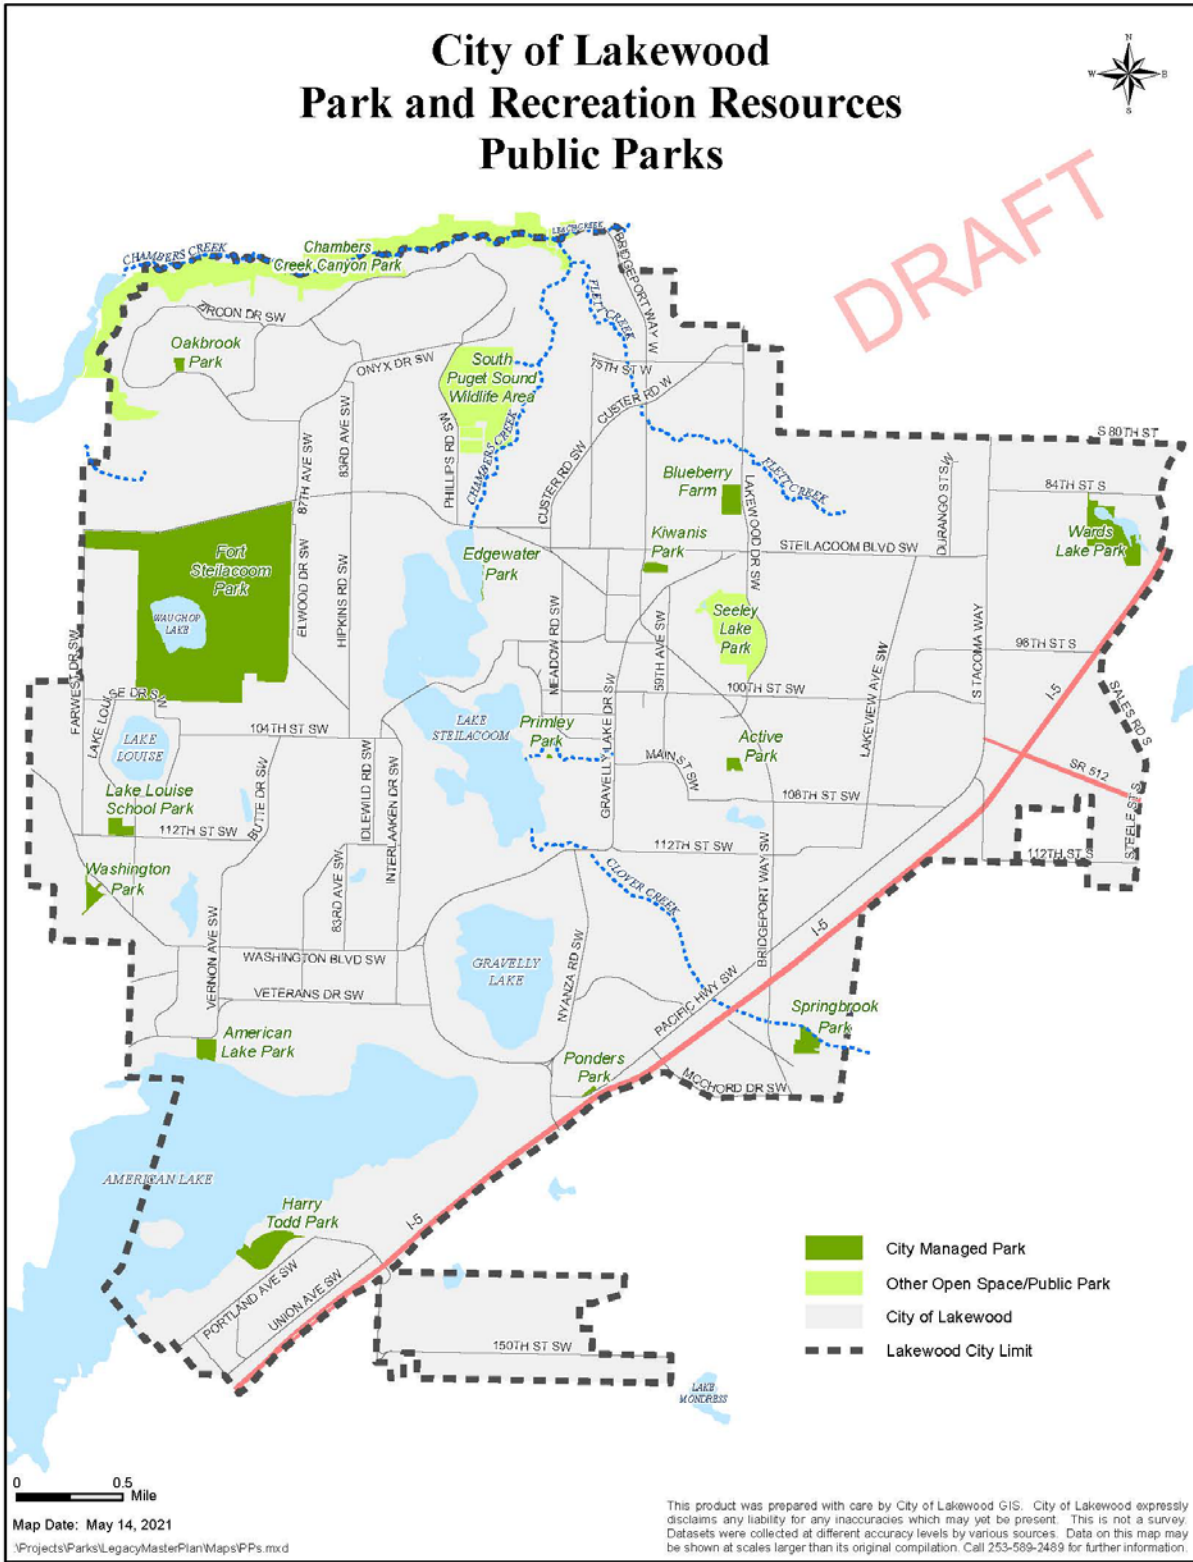 City of Lakewood
Park and Recreation Resources
Public Parks
N
W
E
S
DRAFT
CHAMBERS CREEK
Chambers
Creek Canyon Park
LEACH CREEK
BRIDGEPORT WAY W
FLETT CREEK
ZIRCON DR SW
Oakbrook
Park
ONYX DR SW
South
Puget Sound
Wildlife Area
75TH ST W
CUSTER RD W
87TH AVE SW
83RD AVE SW
PHILLIPS RD SW
CHAMBERS CREEK
CUSTER RD SW
Blueberry
Farm
LAKEWOOD DR SW
FLETT CREEK
S 80TH ST
DURANGO ST SW
84TH ST S
Wards
Lake Park
Fort
Steilacoom
Park
WAUGHOP
LAKE
ELWOOD DR SW
HIPKINS RD SW
Edgewater
Park
Kiwanis
Park
STEILACOOM BLVD SW
Seeley
Lake
Park
MEADOW RD SW
59TH AVE SW
LAKEVIEW AVE SW
S TACOMA WAY
96TH ST S
I-5
SALES RD S
FARWEST DR SW
LAKE LOUISE DR SW
100TH ST SW
LAKE
LOUISE
104TH ST SW
LAKE
STEILACOOM
Primley
Park
GRAVELLY LAKE DR SW
MAIN ST SW
Active
Park
SR 512
Lake Louise
School Park
BUTTE DR SW
IDLEWILD RD SW
INTERLAAKEN DR SW
108TH ST SW
STEELE ST S
112TH ST SW
112TH ST SW
112TH ST S
Washington
Park
83RD AVE SW
CLOVER CREEK
BRIDGEPORT WAY SW
I-5
VERNON AVE SW
WASHINGTON BLVD SW
GRAVELLY
LAKE
NYANZA RD SW
VETERANS DR SW
PACIFIC HWY SW
Springbrook
Park
American
Lake Park
Ponders
Park
MCCHORD DR SW
AMERICAN LAKE
Harry
Todd Park
I-5
PORTLAND AVE SW
UNION AVE SW
150TH ST SW
LAKE
MONDRESS
City Managed Park
Other Open Space/Public Park
City of Lakewood
Lakewood City Limit
0 0.5
Mile
Map Date: May 14, 2021
:\Projects\Parks\LegacyMasterPlan\Maps\PPs.mxd
This product was prepared with care by City of Lakewood GIS. City of Lakewood expressly
disclaims any liability for any inaccuracies which may yet be present. This is not a survey.
Datasets were collected at different accuracy levels by various sources. Data on this map may
be shown at scales larger than its original compilation. Call 253-589-2489 for further information.